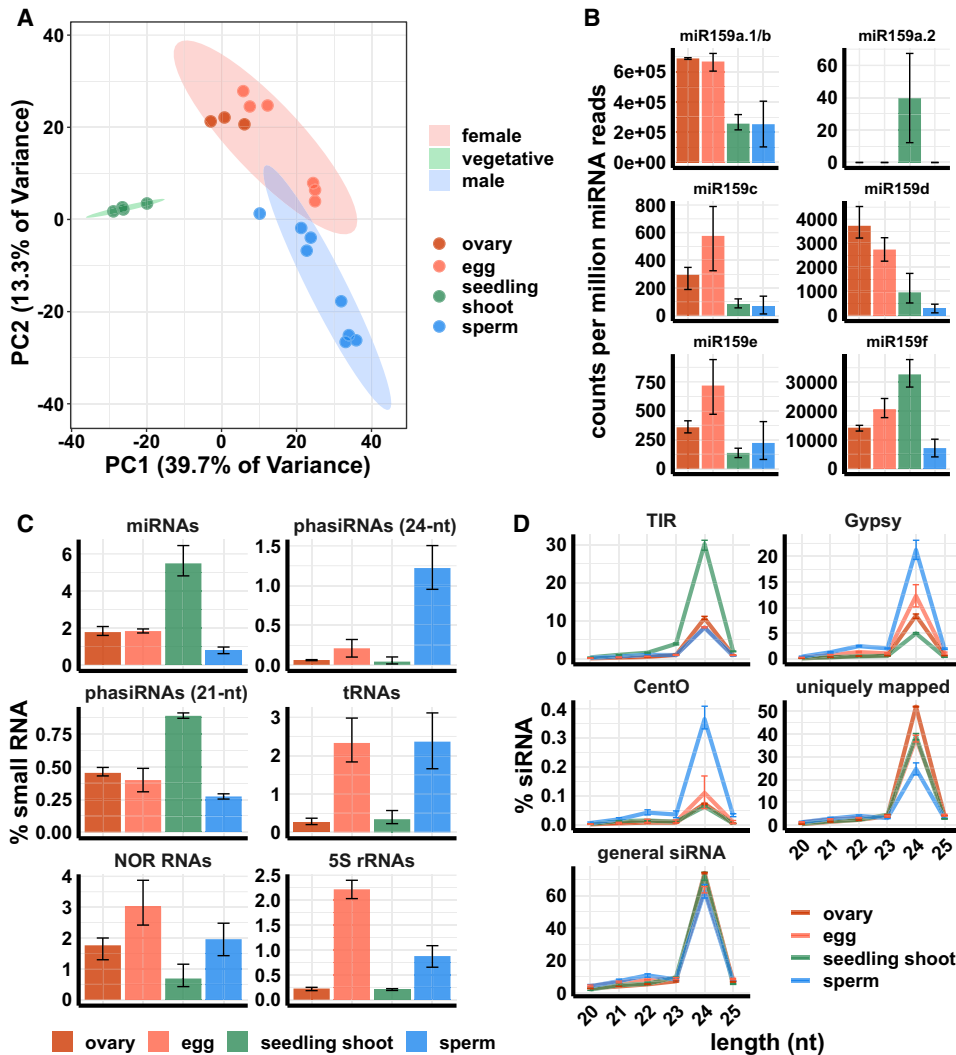 A
PC2 (13.3% of Variance)
40
20
0
-20
-40
-40 -20 0 20 40
PC1 (39.7% of Variance)
female
vegetative
male
ovary
egg
seedling
shoot
sperm
B
counts per million miRNA reads
miR159a.1/b
6e+05
4e+05
2e+05
0e+00
miR159a.2
60
40
20
0
miR159c
800
600
400
200
0
miR159d
4000
3000
2000
1000
0
miR159e
750
500
250
0
miR159f
30000
20000
10000
0
C
% small RNA
miRNAs
6
4
2
0
phasiRNAs (24-nt)
1.5
1.0
0.5
0.0
phasiRNAs (21-nt)
0.75
0.50
0.25
0.00
tRNAs
3
2
1
0
NOR RNAs
4
3
2
1
0
5S rRNAs
2.5
2.0
1.5
1.0
0.5
0.0
ovary egg seedling shoot sperm
D
% siRNA
TIR
30
20
10
0
Gypsy
20
15
10
5
0
CentO
0.4
0.3
0.2
0.1
0.0
uniquely mapped
50
40
30
20
10
0
20 21 22 23 24 25
general siRNA
60
40
20
0
20 21 22 23 24 25
length (nt)
ovary
egg
seedling shoot
sperm